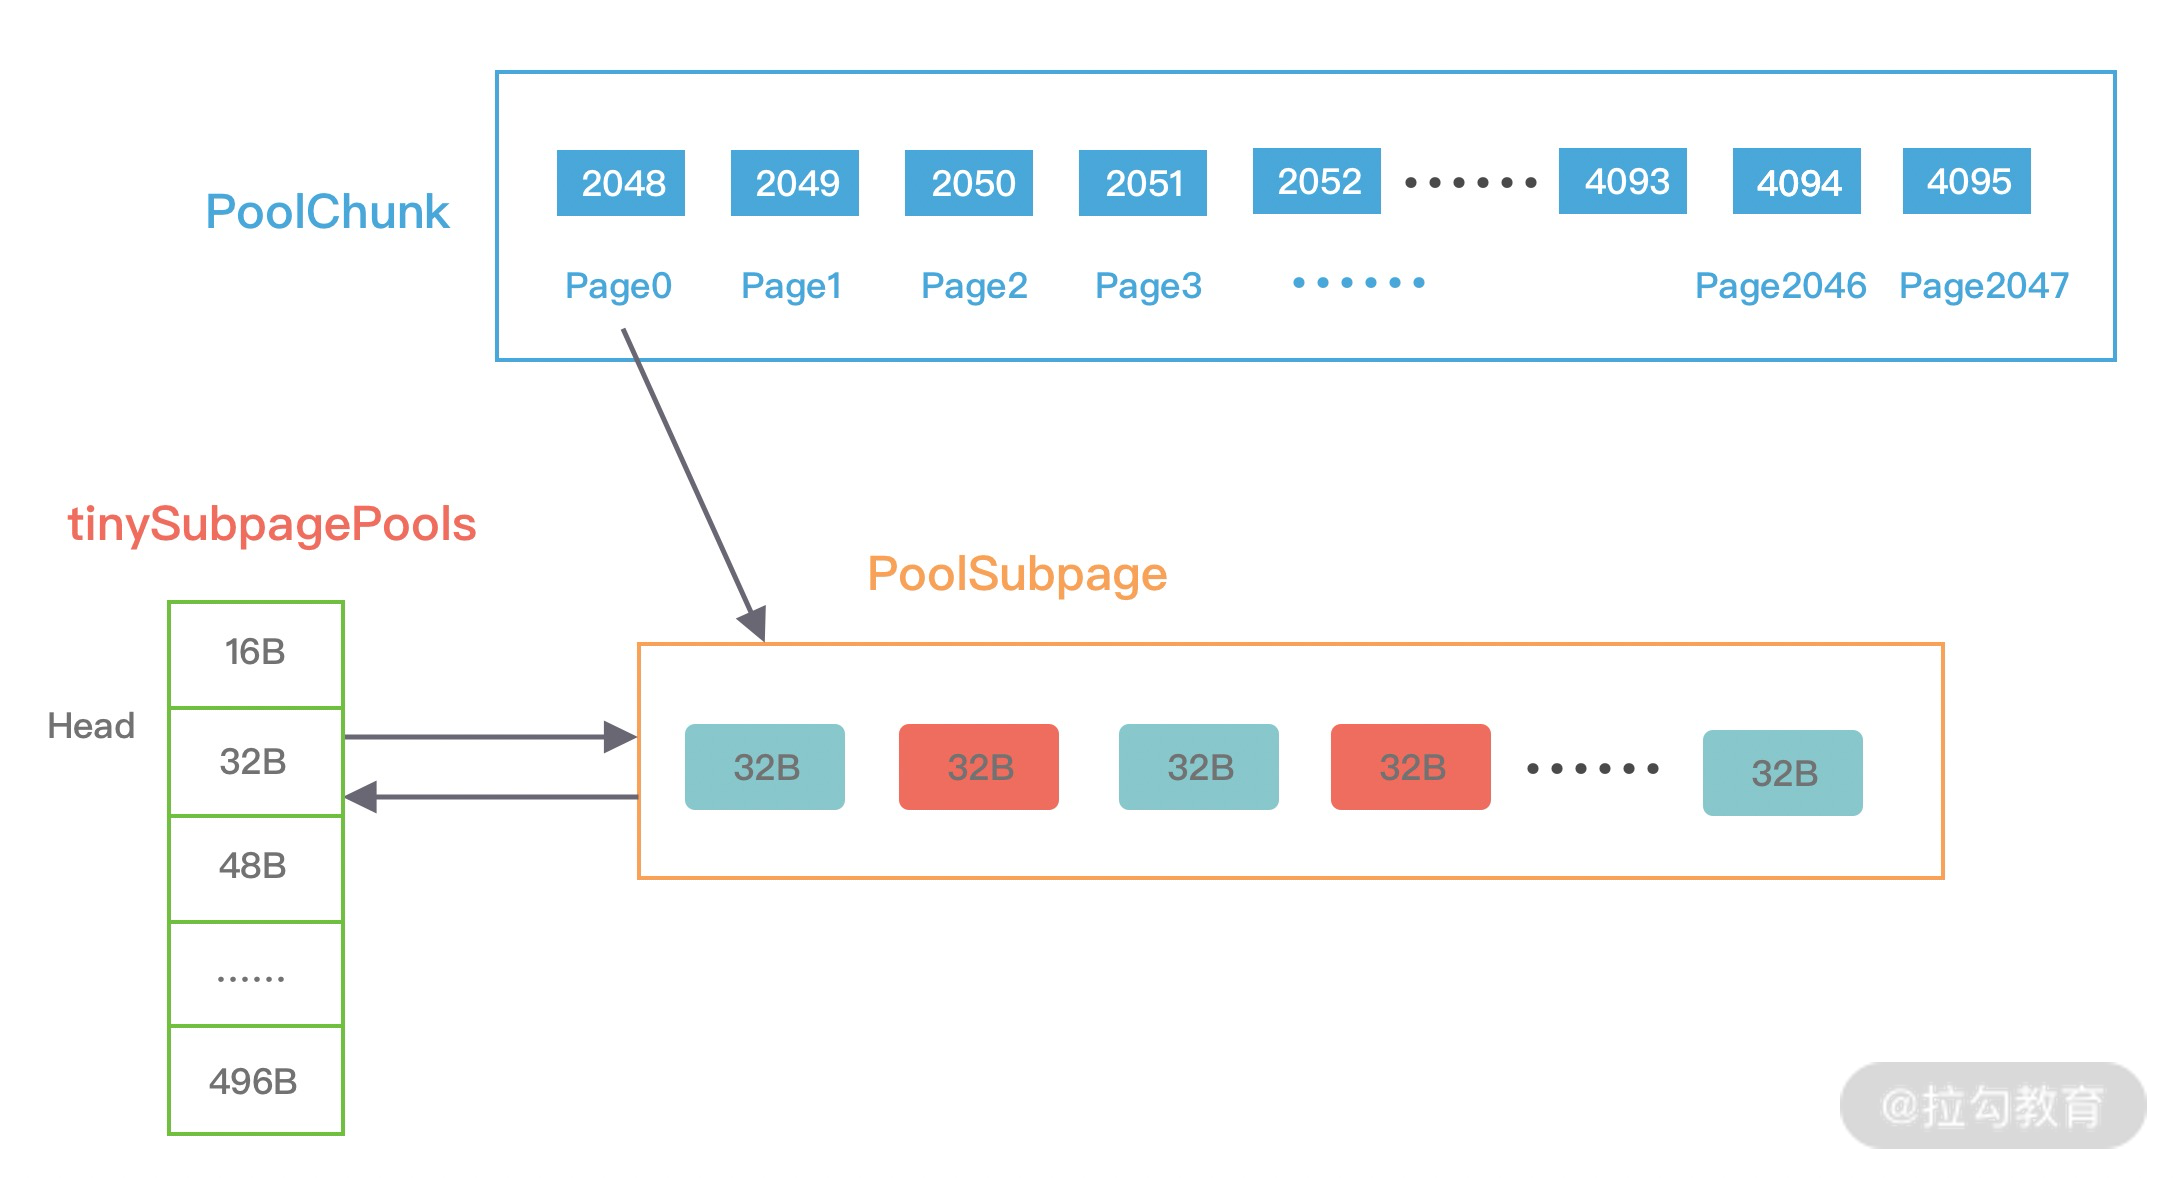 2048 2049 2050 2051 2052 ...... 4093 4094 4095
PoolChunk
Page0 Page1 Page2 Page3 ...... Page2046 Page2047
tinySubpagePools
PoolSubpage
16B
Head
32B
32B 32B 32B 32B ...... 32B
48B
......
496B
@拉勾教育